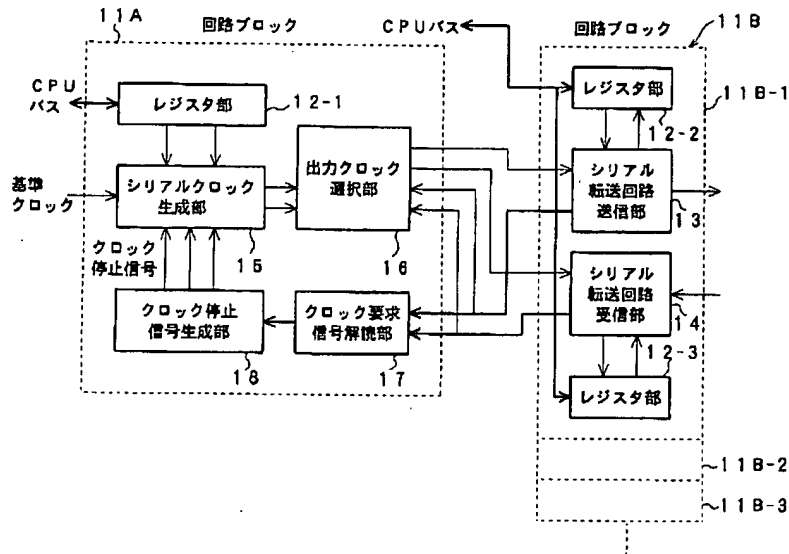 11A
回路ブロック
CPUバス
回路ブロック
11B
CPU
バス
レジスタ部
12-1
レジスタ部
12-2
11B-1
基準
クロック
シリアルクロック
生成部
15
出力クロック
選択部
16
シリアル
転送回路
送信部
13
クロック
停止信号
シリアル
転送回路
受信部
14
クロック停止
信号生成部
18
クロック要求
信号解読部
17
12-3
レジスタ部
11B-2
11B-3